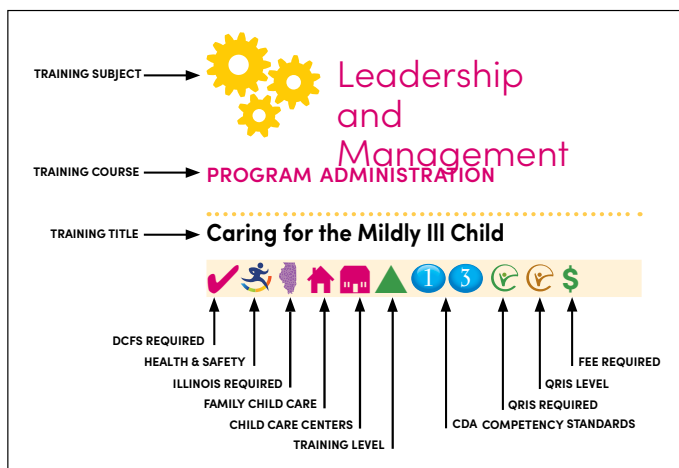 TRAINING SUBJECT
Leadership
and
Management
TRAINING COURSE
PROGRAM ADMINISTRATION
TRAINING TITLE
Caring for the Mildly Ill Child
1 3 $
DCFS REQUIRED
FEE REQUIRED
HEALTH & SAFETY
ILLINOIS REQUIRED
QRIS LEVEL
FAMILY CHILD CARE
QRIS REQUIRED
CHILD CARE CENTERS
CDA COMPETENCY STANDARDS
TRAINING LEVEL